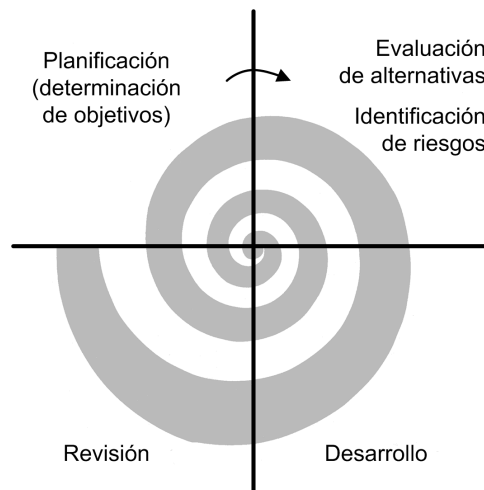 Planificación
(determinación
de objetivos)
Evaluación
de alternativas
Identificación
de riesgos
Revisión
Desarrollo